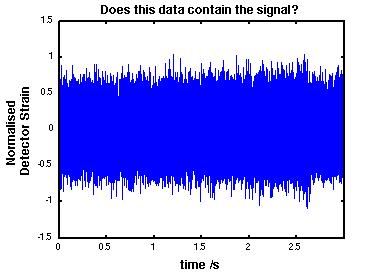 Does this data contain the signal?
1.5
1
0.5
0
-0.5
-1
-1.5
Normalised
Detector Strain
0 0.5 1 1.5 2 2.5
time /s